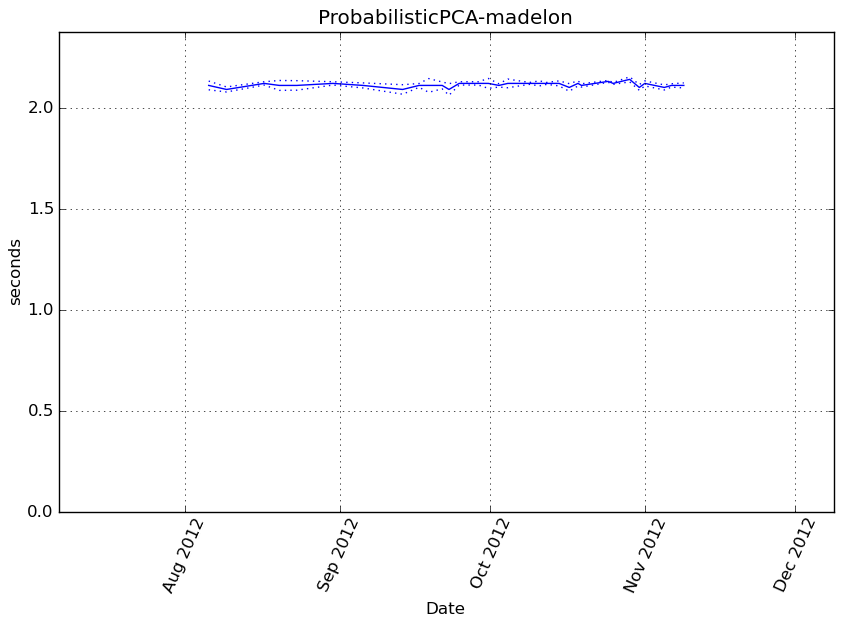 ProbabilisticPCA-madelon
2.0
1.5
1.0
0.5
0.0
seconds
Aug 2012
Sep 2012
Oct 2012
Nov 2012
Dec 2012
Date